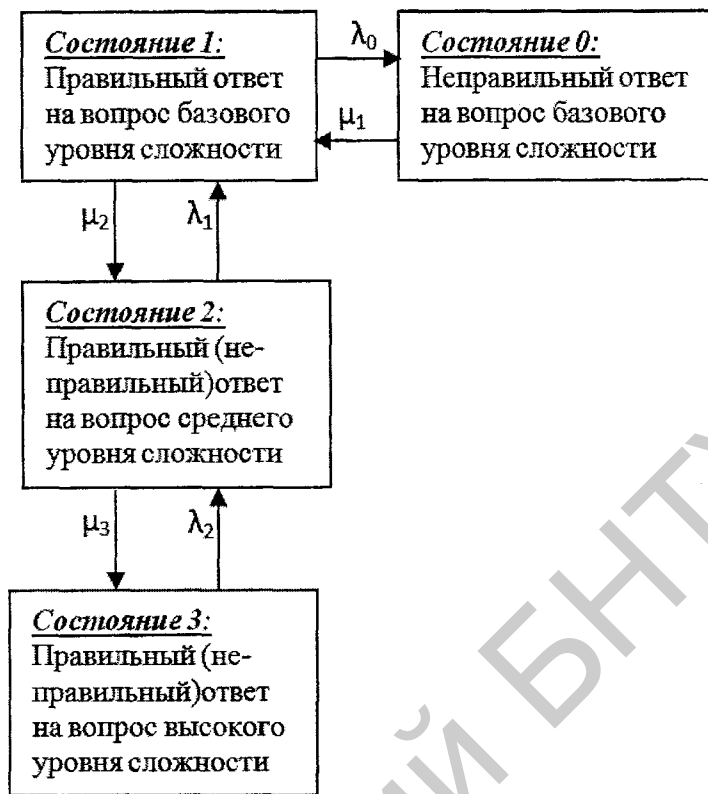 Состояние 1:
Правильный ответ
на вопрос базового
уровня сложности
λ0
μ1
Состояние 0:
Неправильный ответ
на вопрос базового
уровня сложности
μ2
λ1
Состояние 2:
Правильный (не-
правильный)ответ
на вопрос среднего
уровня сложности
μ3
λ2
Состояние 3:
Правильный (не-
правильный)ответ
на вопрос высокого
уровня сложности
БНТ